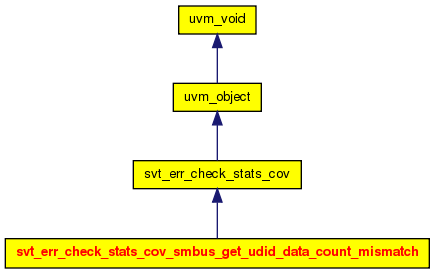 uvm_void
uvm_object
svt_err_check_stats_cov
svt_err_check_stats_cov_smbus_get_udid_data_count_mismatch